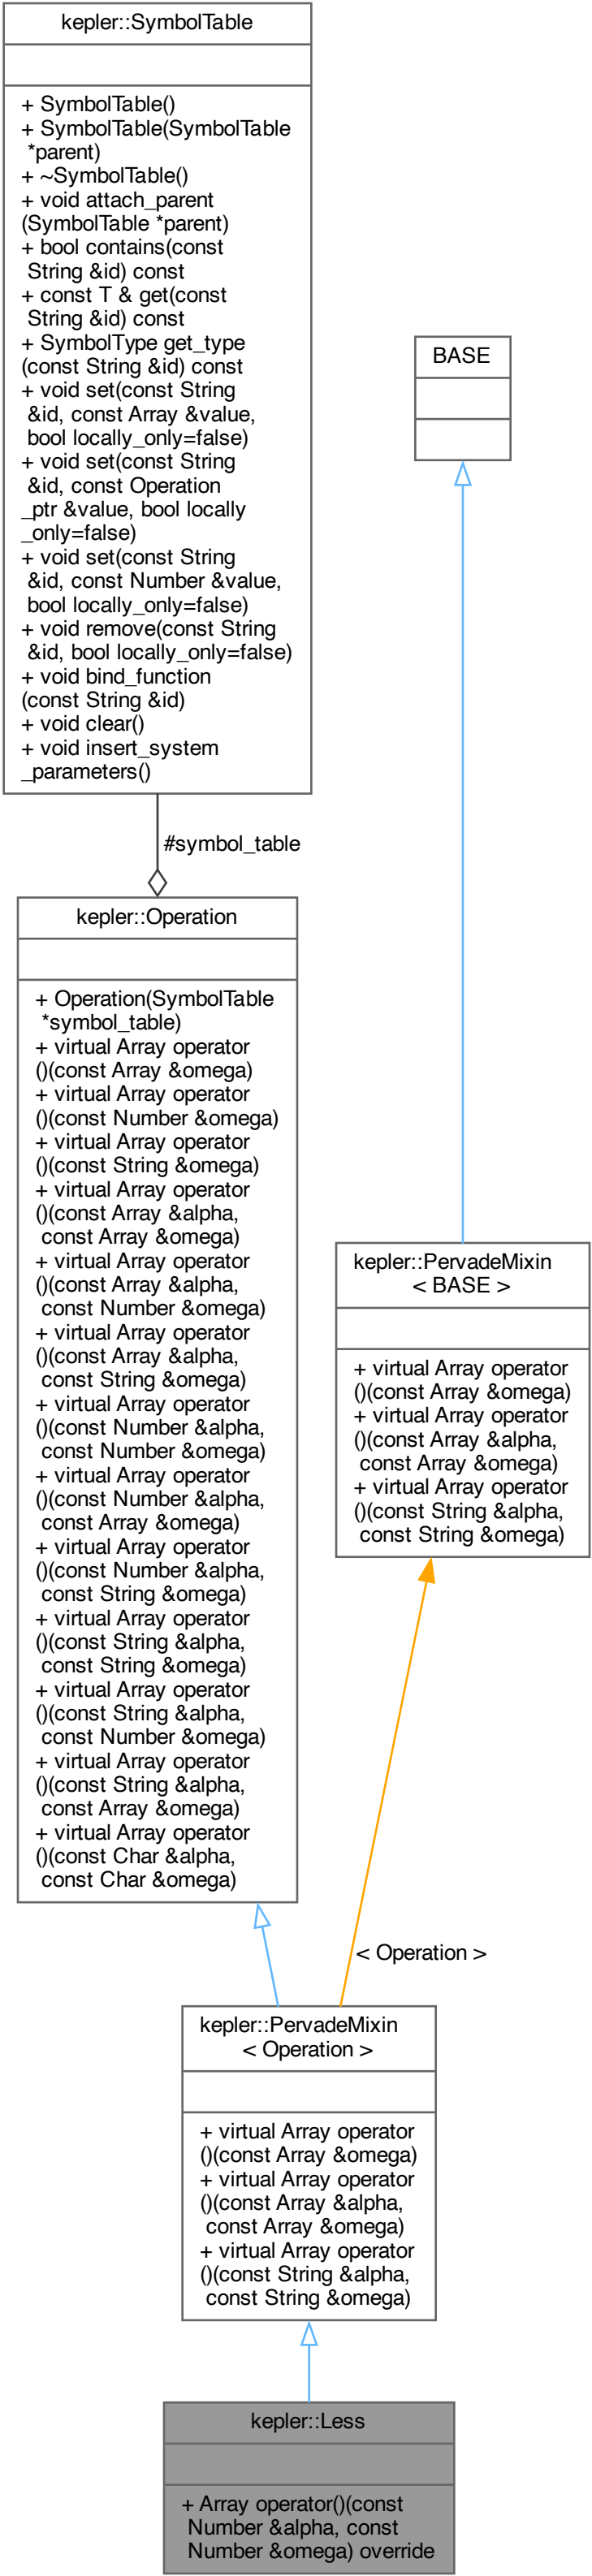 kepler::SymbolTable
+ SymbolTable()
+ SymbolTable(SymbolTable
*parent)
+ ~SymbolTable()
+ void attach_parent
(SymbolTable *parent)
+ bool contains(const
String &id) const
+ const T & get(const
String &id) const
+ SymbolType get_type
(const String &id) const
+ void set(const String
&id, const Array &value,
bool locally_only=false)
+ void set(const String
&id, const Operation
_ptr &value, bool locally
_only=false)
+ void set(const String
&id, const Number &value,
bool locally_only=false)
+ void remove(const String
&id, bool locally_only=false)
+ void bind_function
(const String &id)
+ void clear()
+ void insert_system
_parameters()
BASE
#symbol_table
kepler::Operation
+ Operation(SymbolTable
*symbol_table)
+ virtual Array operator
()(const Array &omega)
+ virtual Array operator
()(const Number &omega)
+ virtual Array operator
()(const String &omega)
+ virtual Array operator
()(const Array &alpha,
const Array &omega)
+ virtual Array operator
()(const Array &alpha,
const Number &omega)
+ virtual Array operator
()(const Array &alpha,
const String &omega)
+ virtual Array operator
()(const Number &alpha,
const Number &omega)
+ virtual Array operator
()(const Number &alpha,
const Array &omega)
+ virtual Array operator
()(const Number &alpha,
const String &omega)
+ virtual Array operator
()(const String &alpha,
const String &omega)
+ virtual Array operator
()(const String &alpha,
const Number &omega)
+ virtual Array operator
()(const String &alpha,
const Array &omega)
+ virtual Array operator
()(const Char &alpha,
const Char &omega)
kepler::PervadeMixin
< BASE >
+ virtual Array operator
()(const Array &omega)
+ virtual Array operator
()(const Array &alpha,
const Array &omega)
+ virtual Array operator
()(const String &alpha,
const String &omega)
< Operation >
kepler::PervadeMixin
< Operation >
+ virtual Array operator
()(const Array &omega)
+ virtual Array operator
()(const Array &alpha,
const Array &omega)
+ virtual Array operator
()(const String &alpha,
const String &omega)
kepler::Less
+ Array operator()(const
Number &alpha, const
Number &omega) override